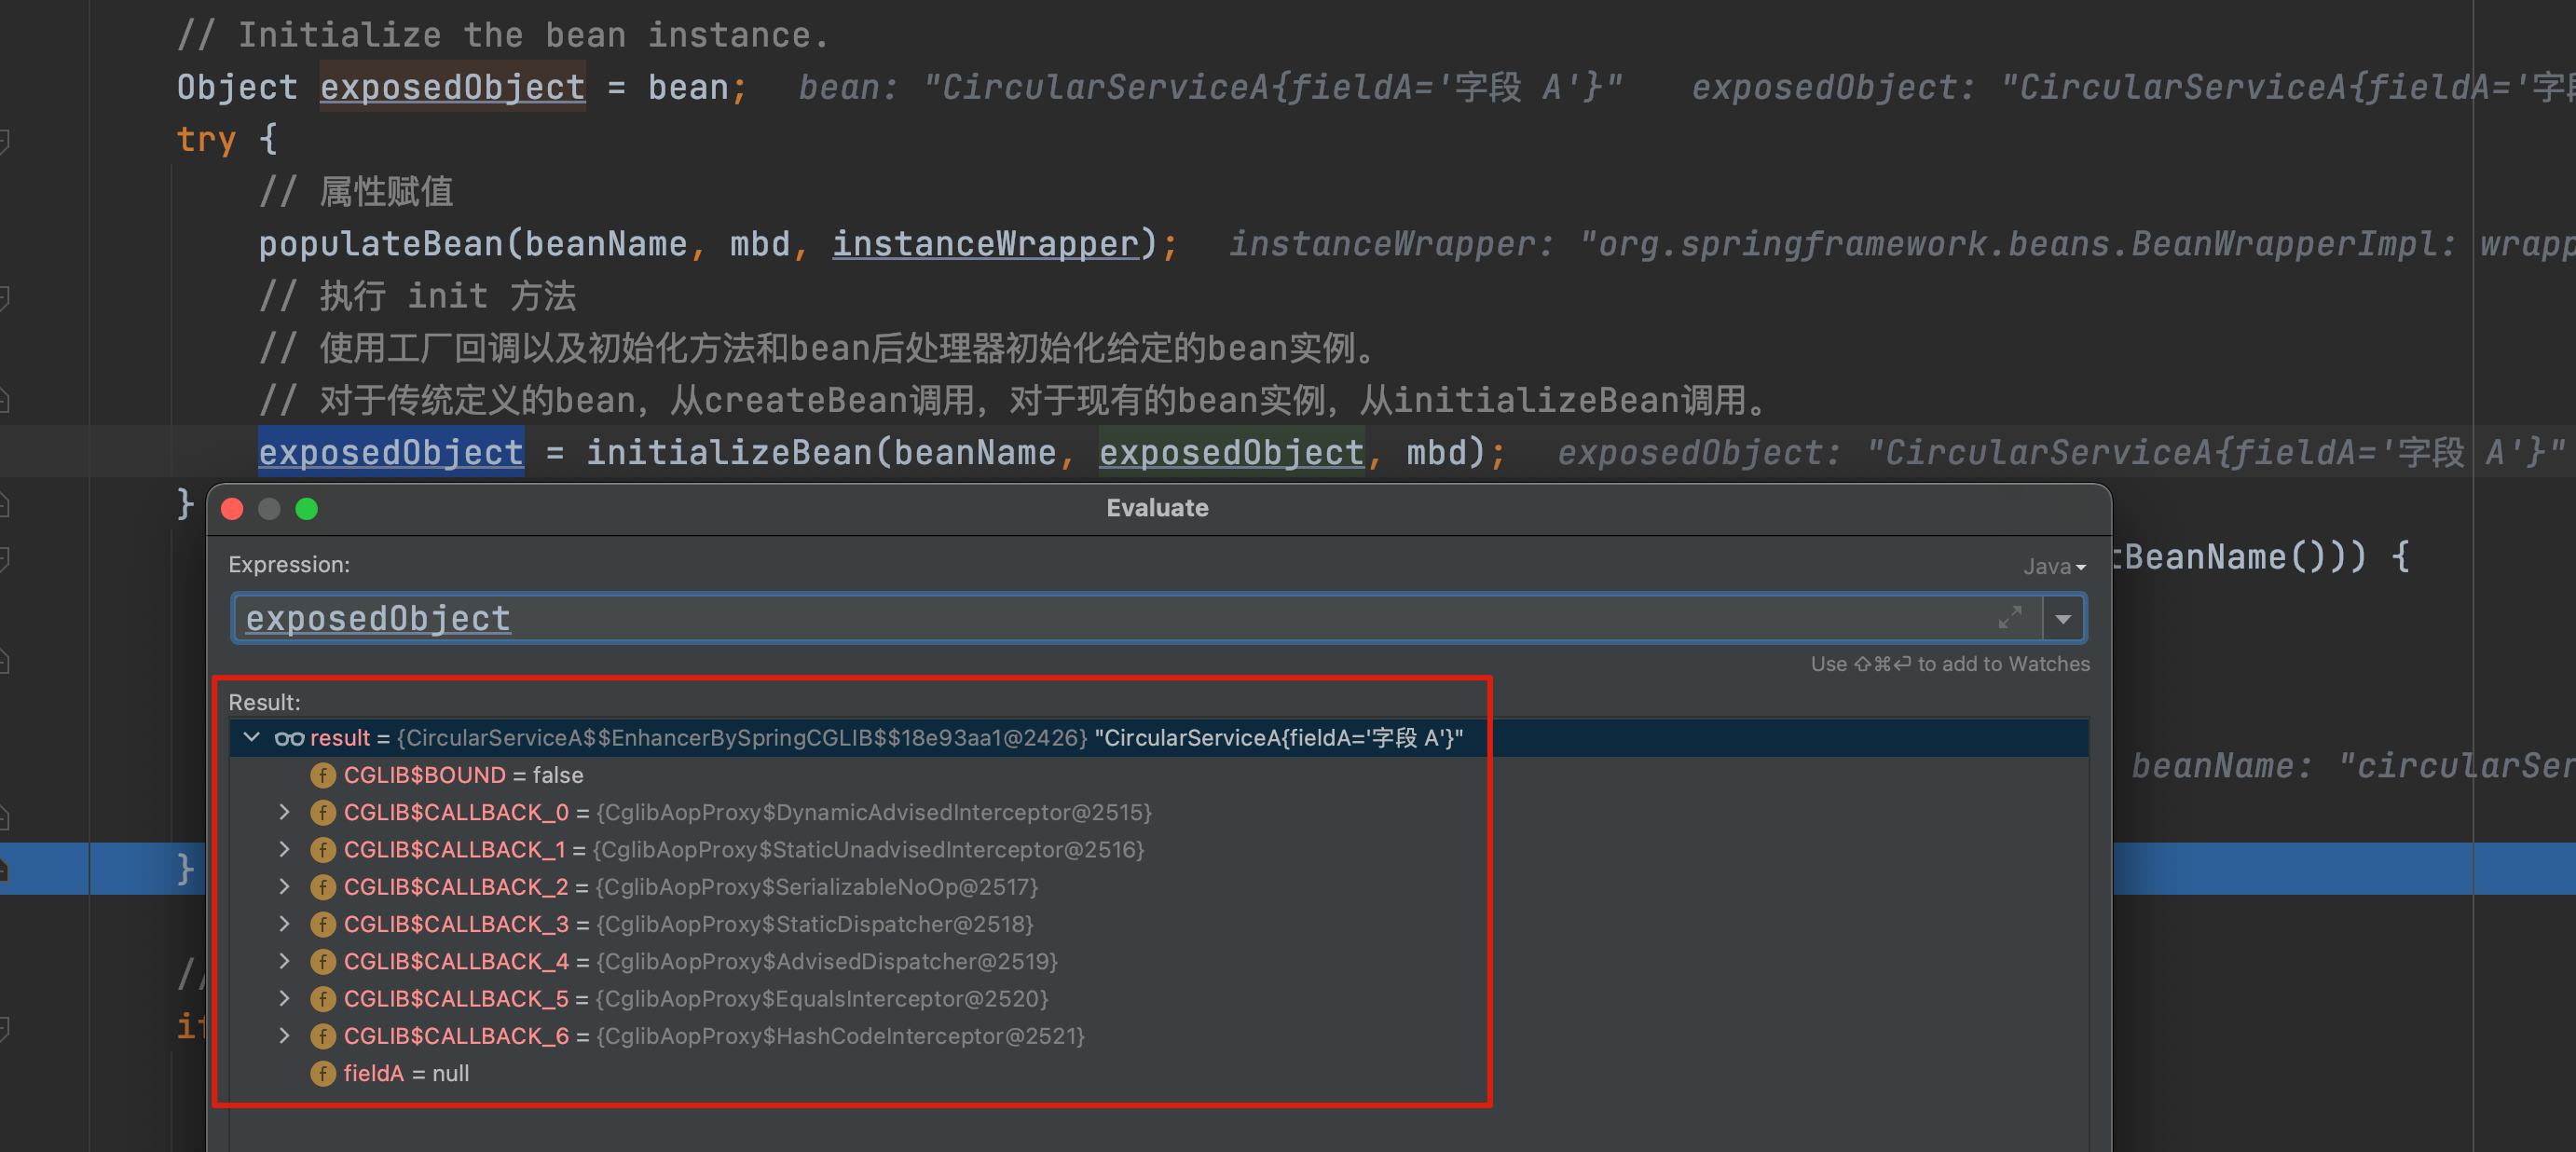 // Initialize the bean instance.
Object exposedObject = bean; bean: "CircularServiceA{fieldA='字段 A'}" exposedObject: "CircularServiceA{fieldA='字段
try {
// 属性赋值
populateBean(beanName, mbd, instanceWrapper); instanceWrapper: "org.springframework.beans.BeanWrapperImpl: wrapp
// 执行 init 方法
// 使用工厂回调以及初始化方法和bean后处理器初始化给定的bean实例。
// 对于传统定义的bean，从createBean调用，对于现有的bean实例，从initializeBean调用。
exposedObject = initializeBean(beanName, exposedObject, mbd); exposedObject: "CircularServiceA{fieldA='字段 A'}"
}
Evaluate
Expression:
Java
tBeanName())) {
exposedObject
Use ⇧⌘⏎ to add to Watches
Result:
result = {CircularServiceA$$EnhancerBySpringCGLIB$$18e93aa1@2426} "CircularServiceA{fieldA='字段 A'}"
beanName: "circularSer
f CGLIB$BOUND = false
f CGLIB$CALLBACK_0 = {CglibAopProxy$DynamicAdvisedInterceptor@2515}
f CGLIB$CALLBACK_1 = {CglibAopProxy$StaticUnadvisedInterceptor@2516}
}
f CGLIB$CALLBACK_2 = {CglibAopProxy$SerializableNoOp@2517}
f CGLIB$CALLBACK_3 = {CglibAopProxy$StaticDispatcher@2518}
f CGLIB$CALLBACK_4 = {CglibAopProxy$AdvisedDispatcher@2519}
//
f CGLIB$CALLBACK_5 = {CglibAopProxy$EqualsInterceptor@2520}
if
f CGLIB$CALLBACK_6 = {CglibAopProxy$HashCodeInterceptor@2521}
f fieldA = null